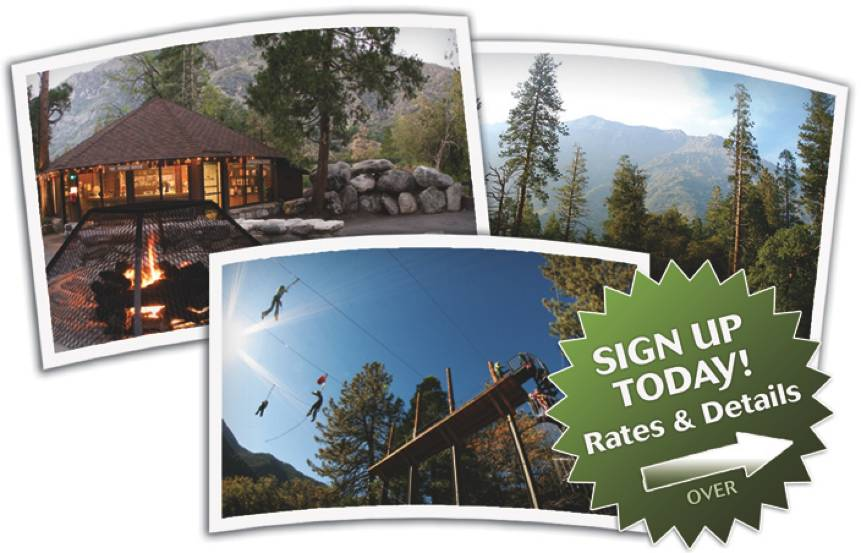 SIGN UP
TODAY!
Rates & Details
OVER